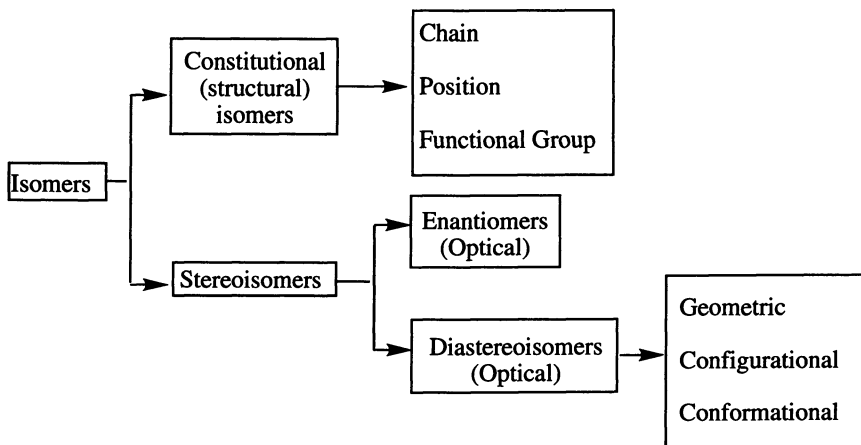 Isomers
Constitutional
(structural)
isomers
Chain
Position
Functional Group
Stereoisomers
Enantiomers
(Optical)
Diastereoisomers
(Optical)
Geometric
Configurational
Conformational